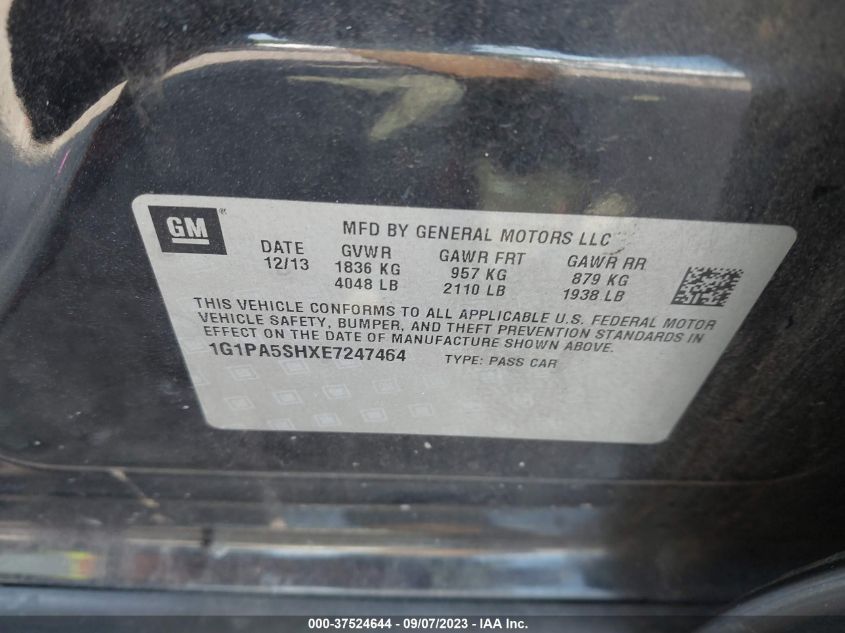 GM®
MFD BY GENERAL MOTORS LLC
DATE GVWR GAWR FRT GAWR RR
12/13 1836 KG 957 KG 879 KG
4048 LB 2110 LB 1938 LB
THIS VEHICLE CONFORMS TO ALL APPLICABLE U.S. FEDERAL MOTOR
VEHICLE SAFETY, BUMPER, AND THEFT PREVENTION STANDARDS IN
EFFECT ON THE DATE OF MANUFACTURE SHOWN ABOVE.
1G1PA5SHXE7247464 TYPE: PASS CAR
000-37524644 - 09/07/2023 - IAA Inc.